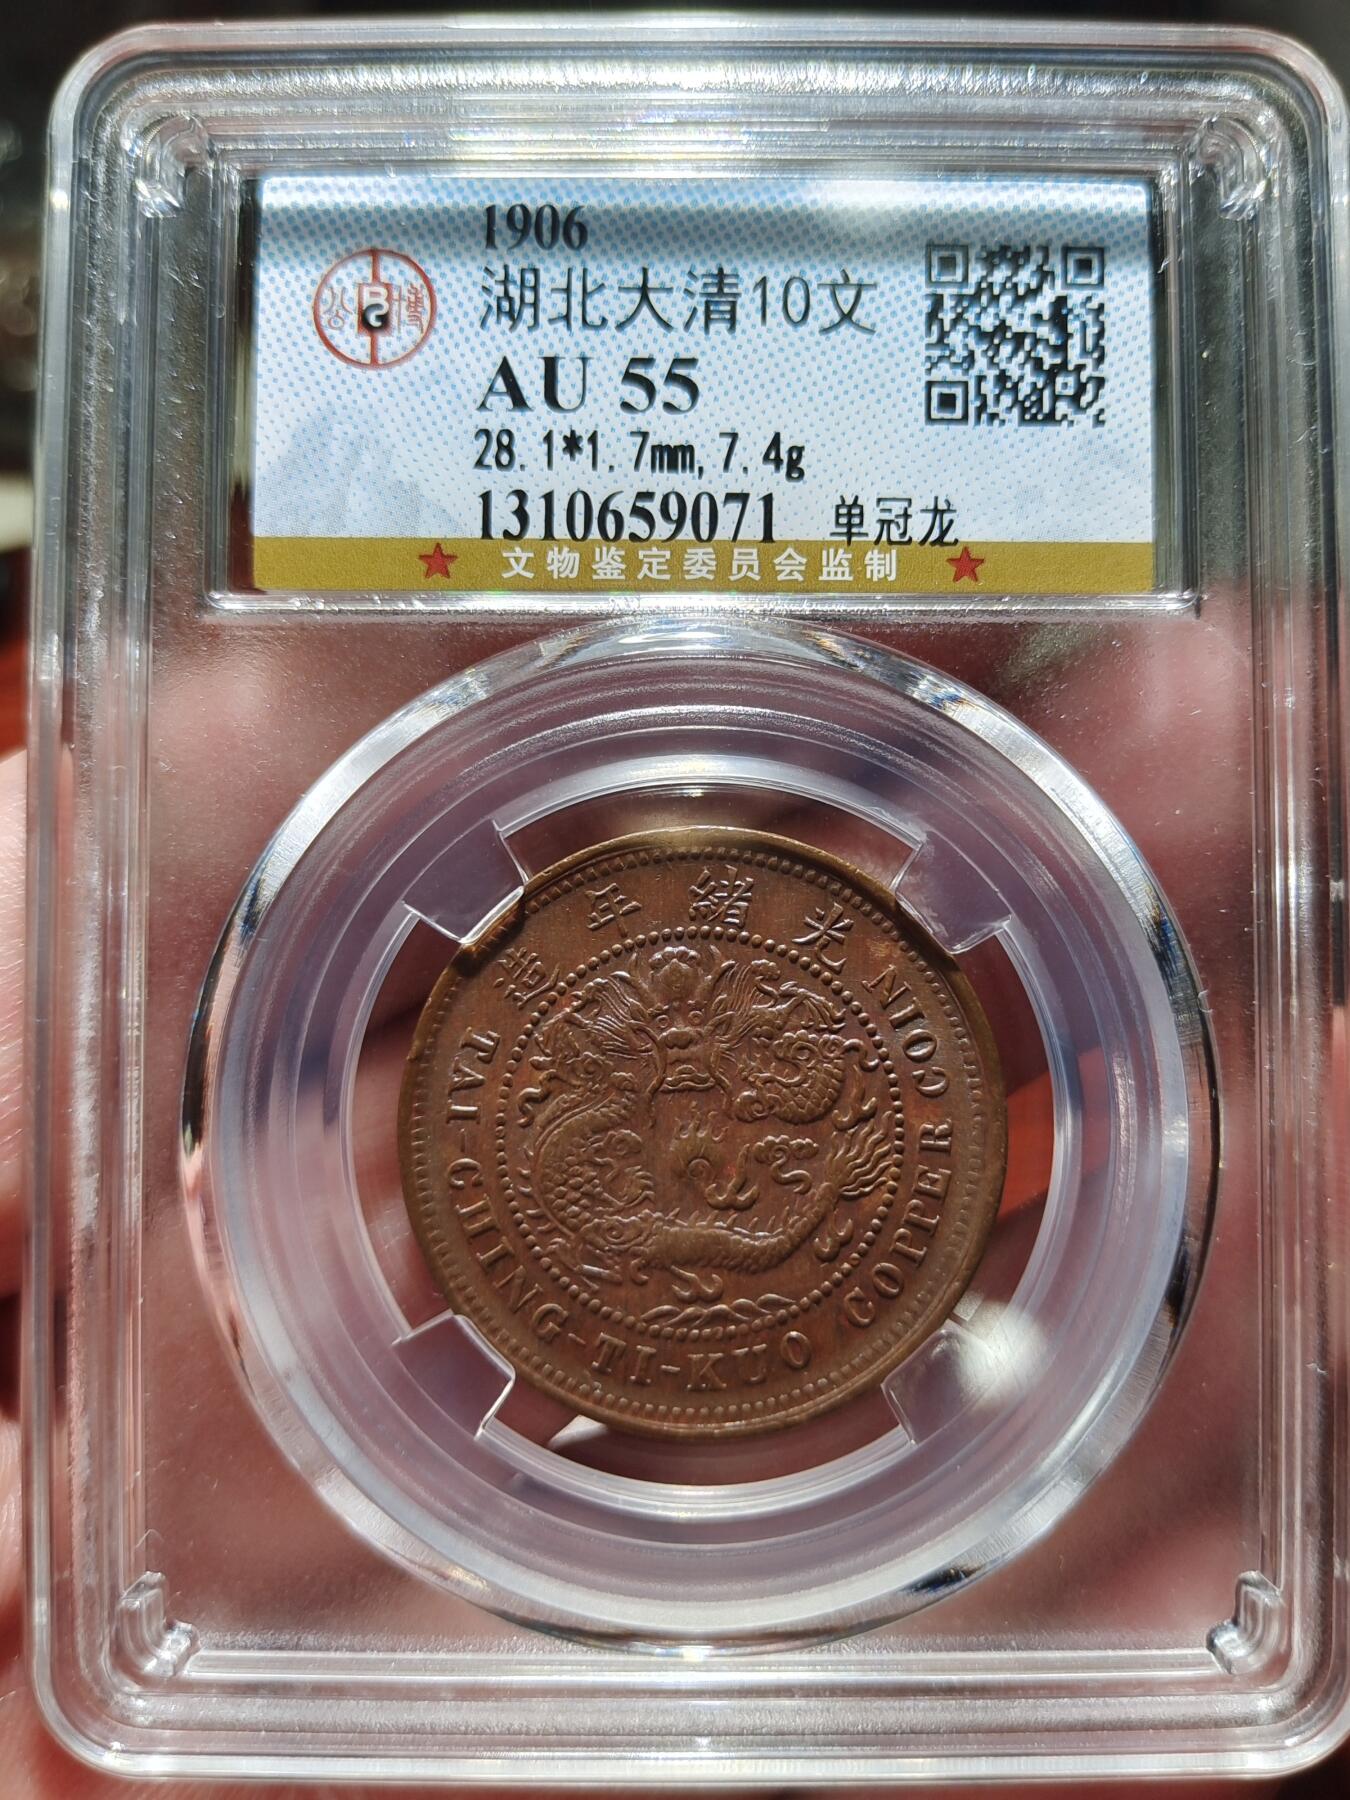 1906
湖北大清10文
AU 55
28.1*1.7mm,7.4g
1310659071 单冠龙
文物鉴定委员会监制
公博
光緒年造
TAI-CHING-TI-KUO COPPER COIN